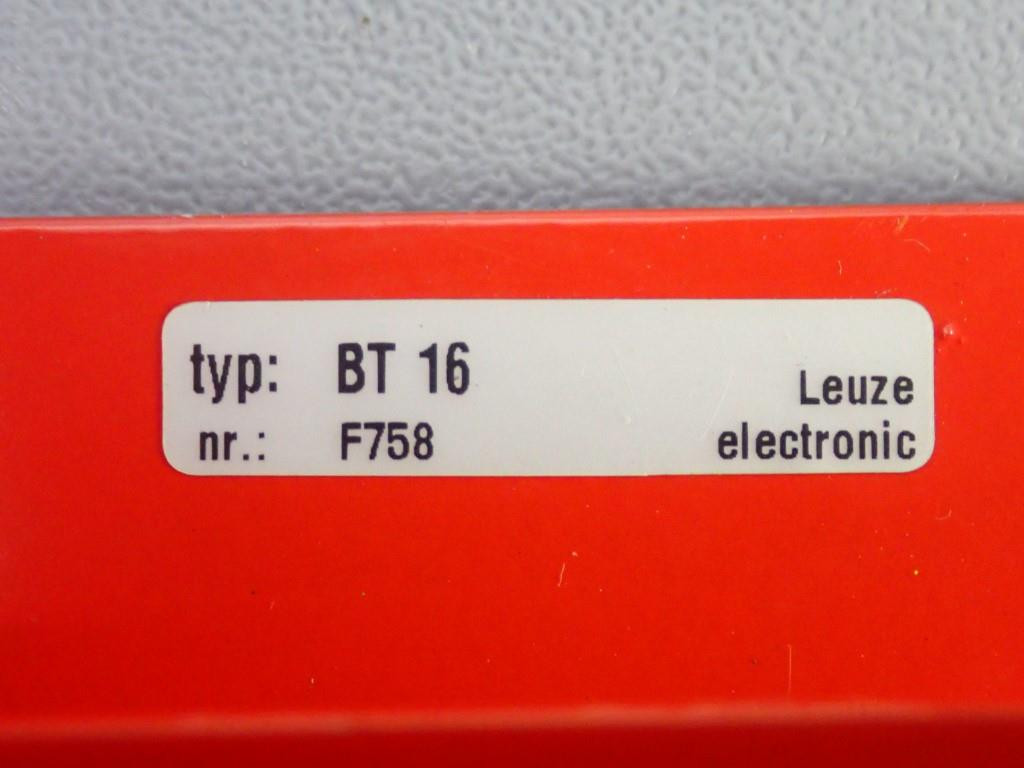 typ: BT 16
nr.: F758
Leuze
electronic